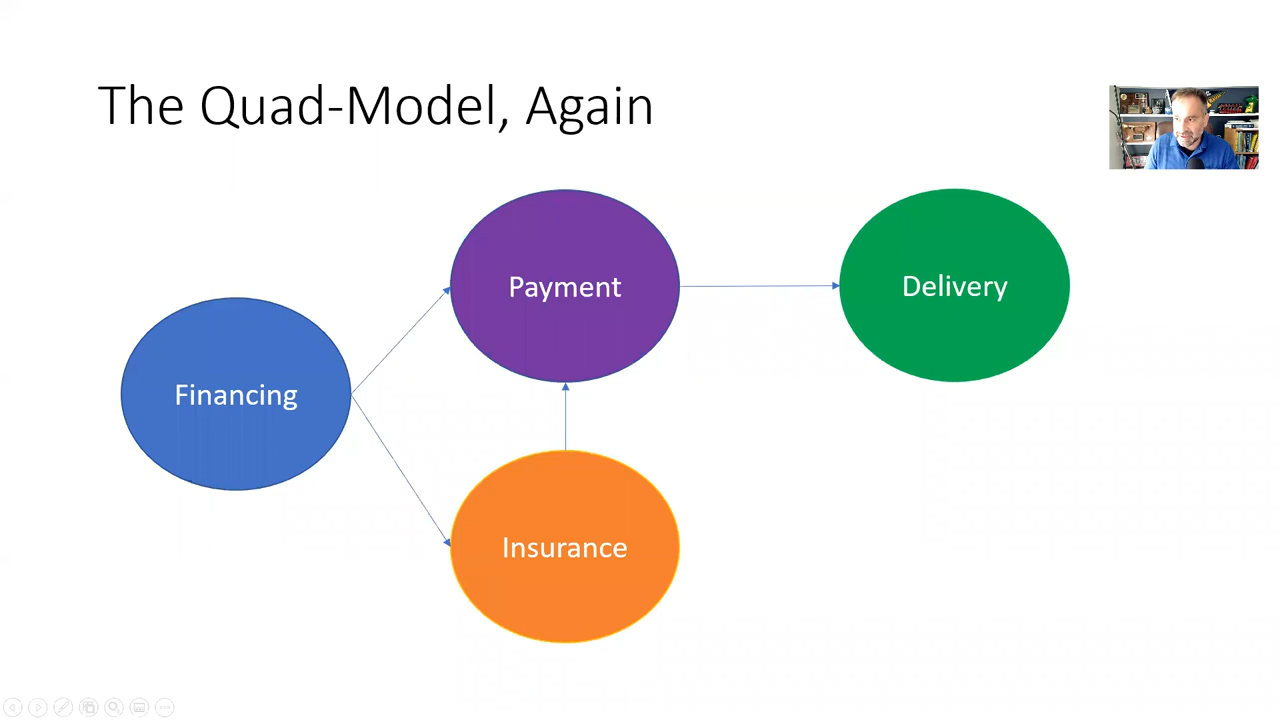 The Quad-Model, Again
Payment
Delivery
Financing
Insurance